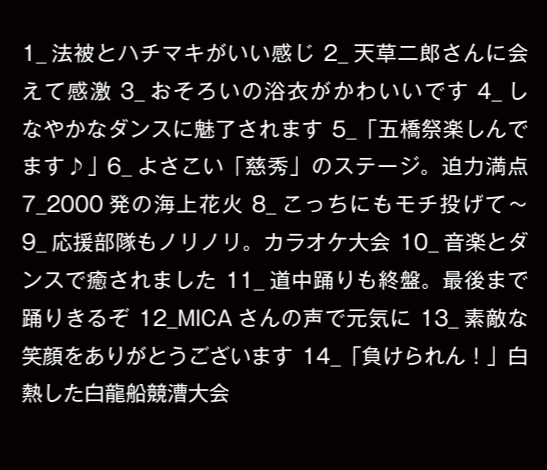 1_ 法被とハチマキがいい感じ 2_ 天草二郎さんに会
えて感激 3_ おそろいの浴衣がかわいいです 4_ し
なやかなダンスに魅了されます 5_「五橋祭楽しんで
ます♪」6_ よさこい「慈秀」のステージ。迫力満点
7_2000 発の海上花火 8_ こっちにもモチ投げて〜
9_ 応援部隊もノリノリ。カラオケ大会 10_ 音楽とダ
ンスで癒されました 11_ 道中踊りも終盤。最後まで
踊りきるぞ 12_MICA さんの声で元気に 13_ 素敵な
笑顔をありがとうございます 14_「負けられん！」白
熱した白龍船競漕大会